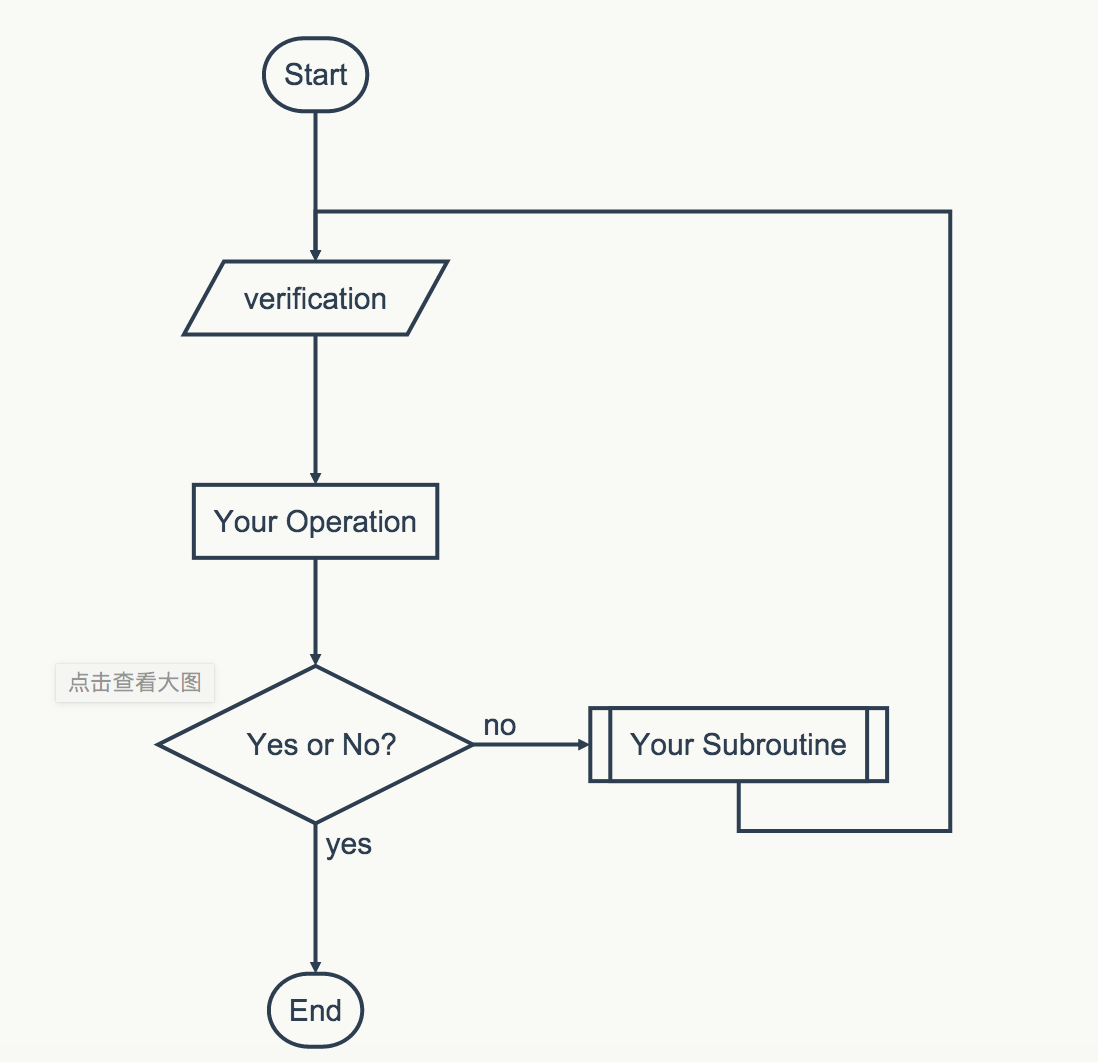 Start
verification
Your Operation
点击查看大图
Yes or No?
no
Your Subroutine
yes
End